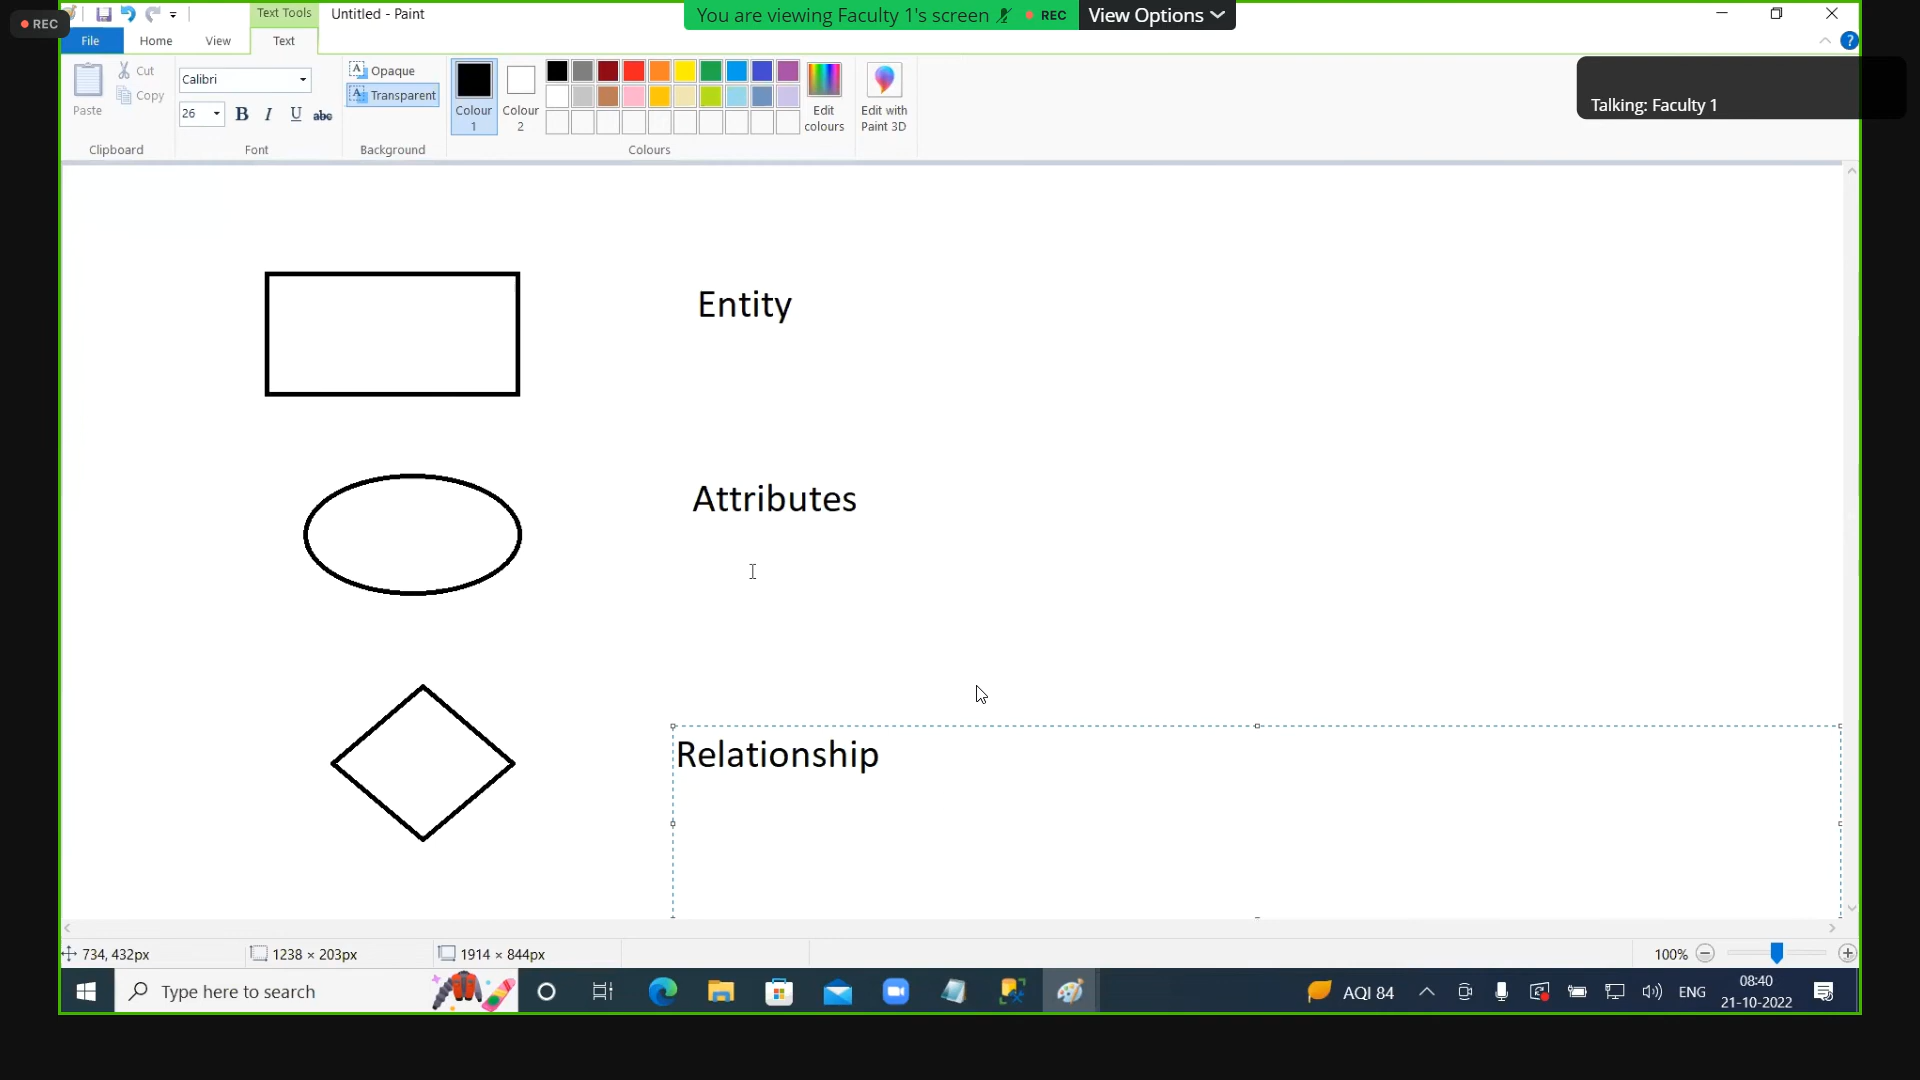 REC
Text Tools
Untitled - Paint
You are viewing Faculty 1's screen
REC
View Options
File
Home
View
Text
Paste
Cut
Copy
Clipboard
Calibri
26
B I U abc
Font
Opaque
Transparent
Background
Colour 1
Colour 2
Edit colours
Colours
Edit with Paint 3D
Talking: Faculty 1
Entity
Attributes
Relationship
734, 432px
1238 × 203px
1914 × 844px
100%
Type here to search
AQI 84
ENG
08:40
21-10-2022